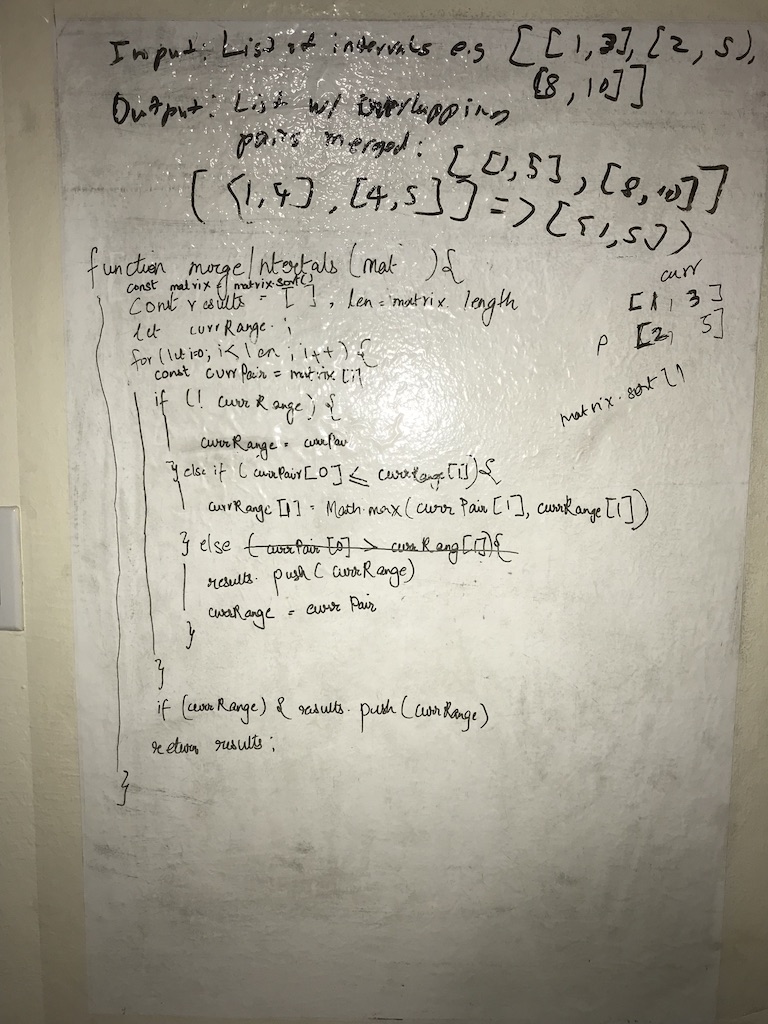 Input: List of intervals e.g [[1,3], [2,5),
[8,10]]
Output: List w/ overlapping
pairs merged:
[[1,5], [8,10]]
[[1,4], [4,5]] => [[1,5])
function mergeIntertals (mat ){
const matrix = matrix.sort()
const results = [ ], len = matrix. length
let currRange ;
for (let i=0; i< len ; i++) {
const currPair = matrix [i]
if (! currRange) {
currRange = currPair
} else if (currPair[0] ≤ currRange[1]){
currRange [1] = Math.max (currPair[1], currRange[1])
} else (currPair [0] > currRang[1]){
results. push (currRange)
currRange = currPair
}
}
if (currRange) { results. push (currRange)
return results ;
}
curr
[1, 3]
P [2, 5]
matrix.sort()